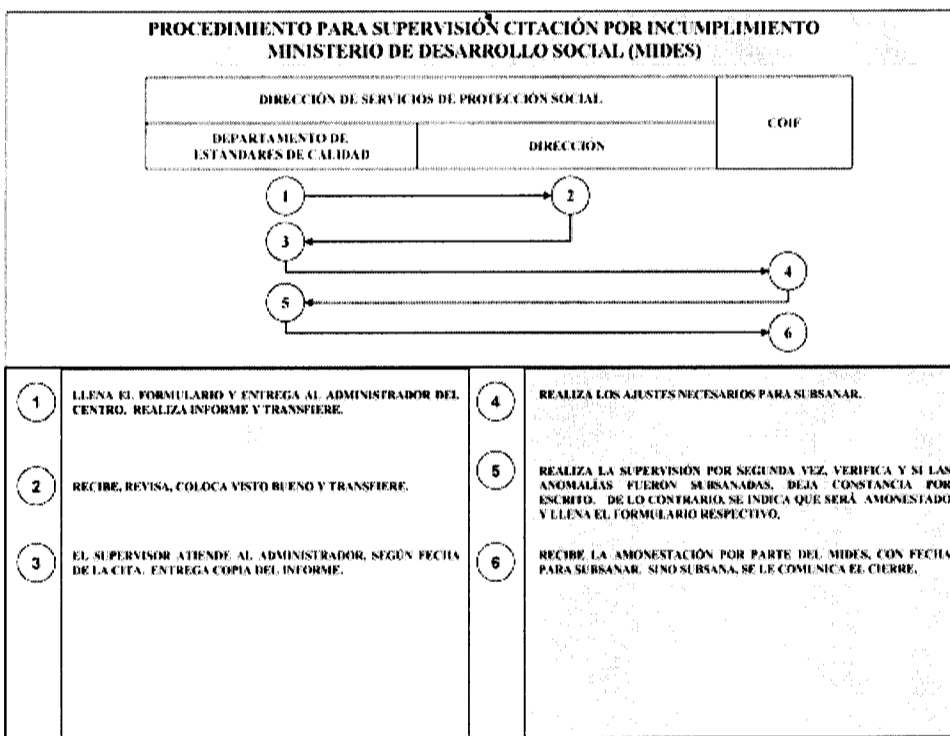 PROCEDIMIENTO PARA SUPERVISIÓN CITACIÓN POR INCUMPLIMIENTO
MINISTERIO DE DESARROLLO SOCIAL (MIDES)
DIRECCIÓN DE SERVICIOS DE PROTECCIÓN SOCIAL
COIF
DEPARTAMENTO DE
ESTANDARES DE CALIDAD
DIRECCIÓN
1
2
3
4
5
6
1
LLENA EL FORMULARIO Y ENTREGA AL ADMINISTRADOR DEL
CENTRO. REALIZA INFORME Y TRANSFIERE.
2
RECIBE, REVISA, COLOCA VISTO BUENO Y TRANSFIERE.
3
EL SUPERVISOR ATIENDE AL ADMINISTRADOR, SEGÚN FECHA
DE LA CITA. ENTREGA COPIA DEL INFORME.
4
REALIZA LOS AJUSTES NECESARIOS PARA SUBSANAR.
5
REALIZA LA SUPERVISIÓN POR SEGUNDA VEZ, VERIFICA Y SI LAS
ANOMALÍAS FUERON SUBSANADAS, DEJA CONSTANCIA POR
ESCRITO. DE LO CONTRARIO, SE INDICA QUE SERÁ AMONESTADO
Y LLENA EL FORMULARIO RESPECTIVO.
6
RECIBE LA AMONESTACIÓN POR PARTE DEL MIDES, CON FECHA
PARA SUBSANAR. SINO SUBSANA, SE LE COMUNICA EL CIERRE.